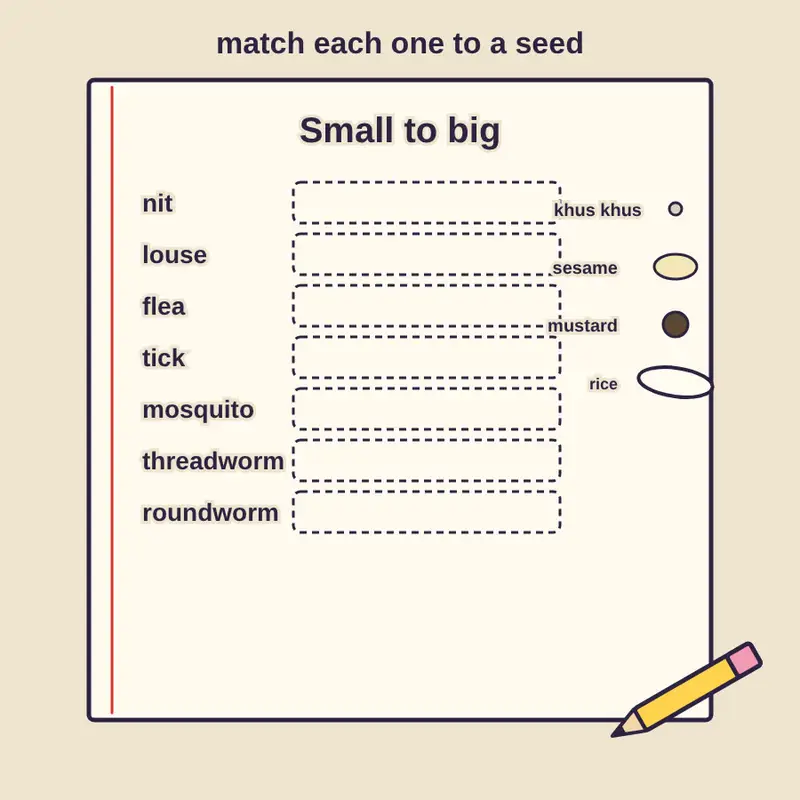 match each one to a seed
Small to big
nit
khus khus
louse
sesame
flea
mustard
tick
rice
mosquito
threadworm
roundworm